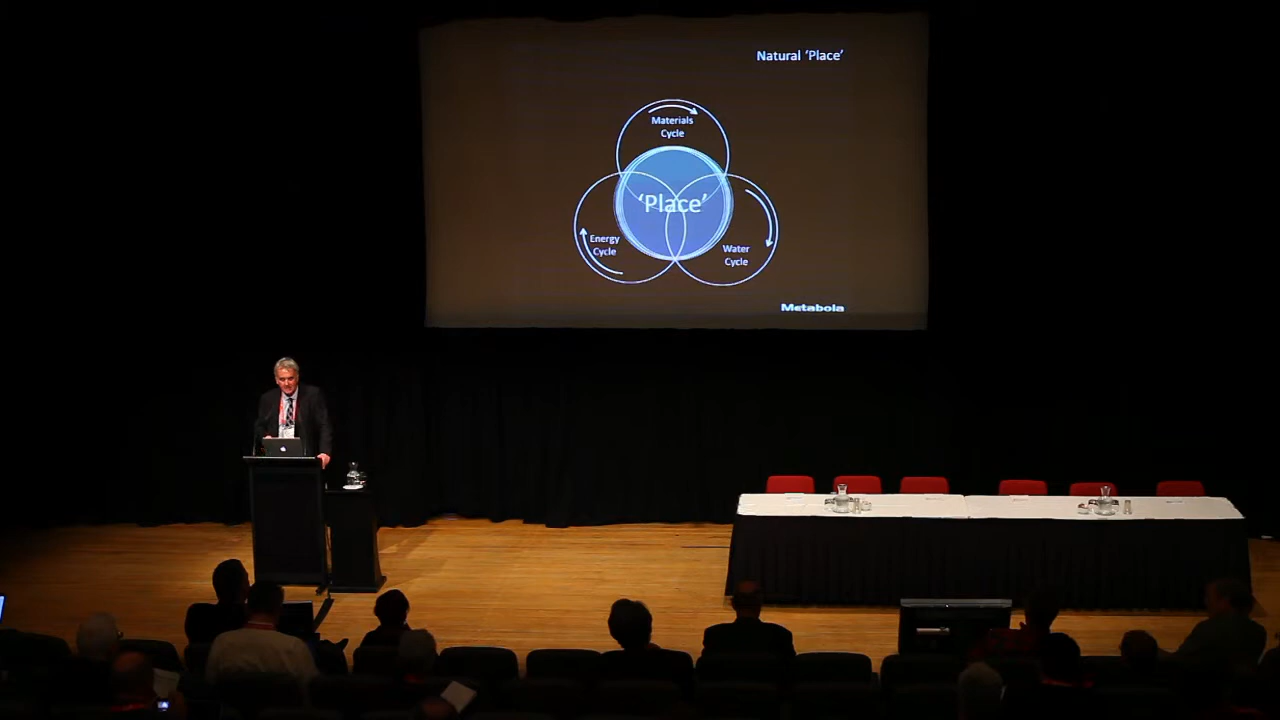 Natural ‘Place’
Materials
Cycle
‘Place’
Energy
Cycle
Water
Cycle
Metabola